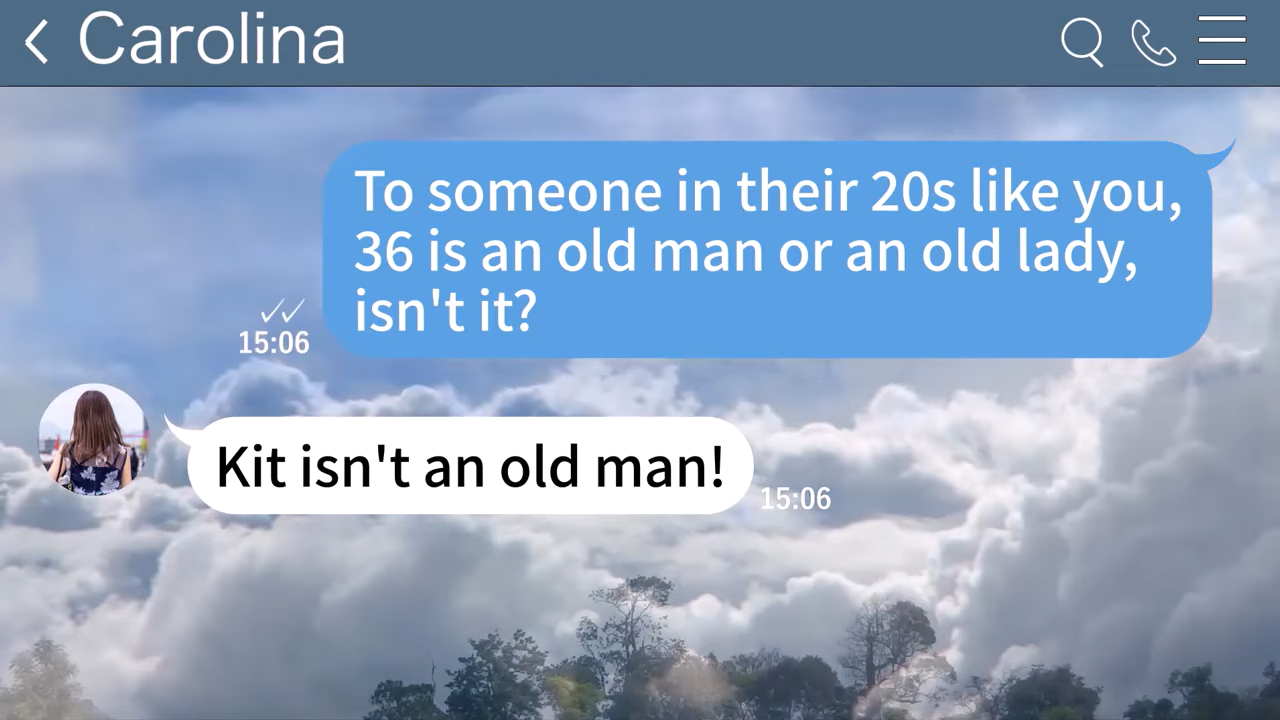 Carolina
To someone in their 20s like you,
36 is an old man or an old lady,
isn't it?
15:06
Kit isn't an old man!
15:06